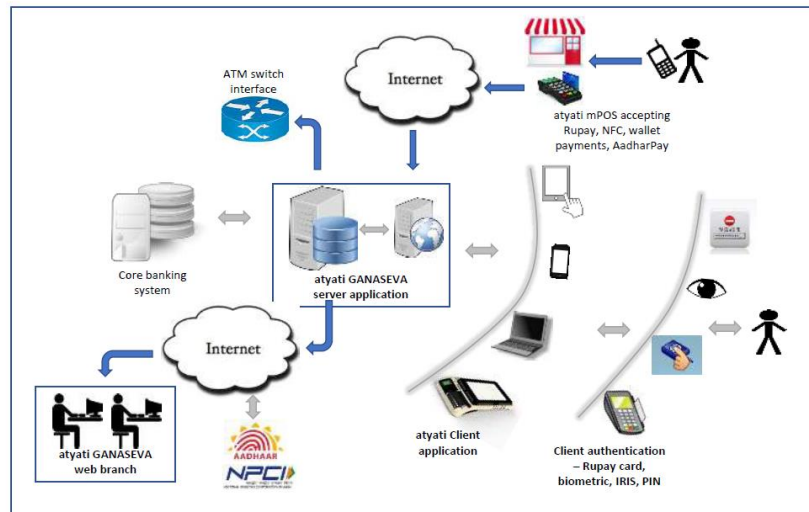 ATM switch
interface
Internet
atyati mPOS accepting
Rupay, NFC, wallet
payments, AadharPay
Core banking
system
atyati GANASEVA
server application
Internet
atyati GANASEVA
web branch
AADHAAR
NPCI
atyati Client
application
Client authentication
– Rupay card,
biometric, IRIS, PIN